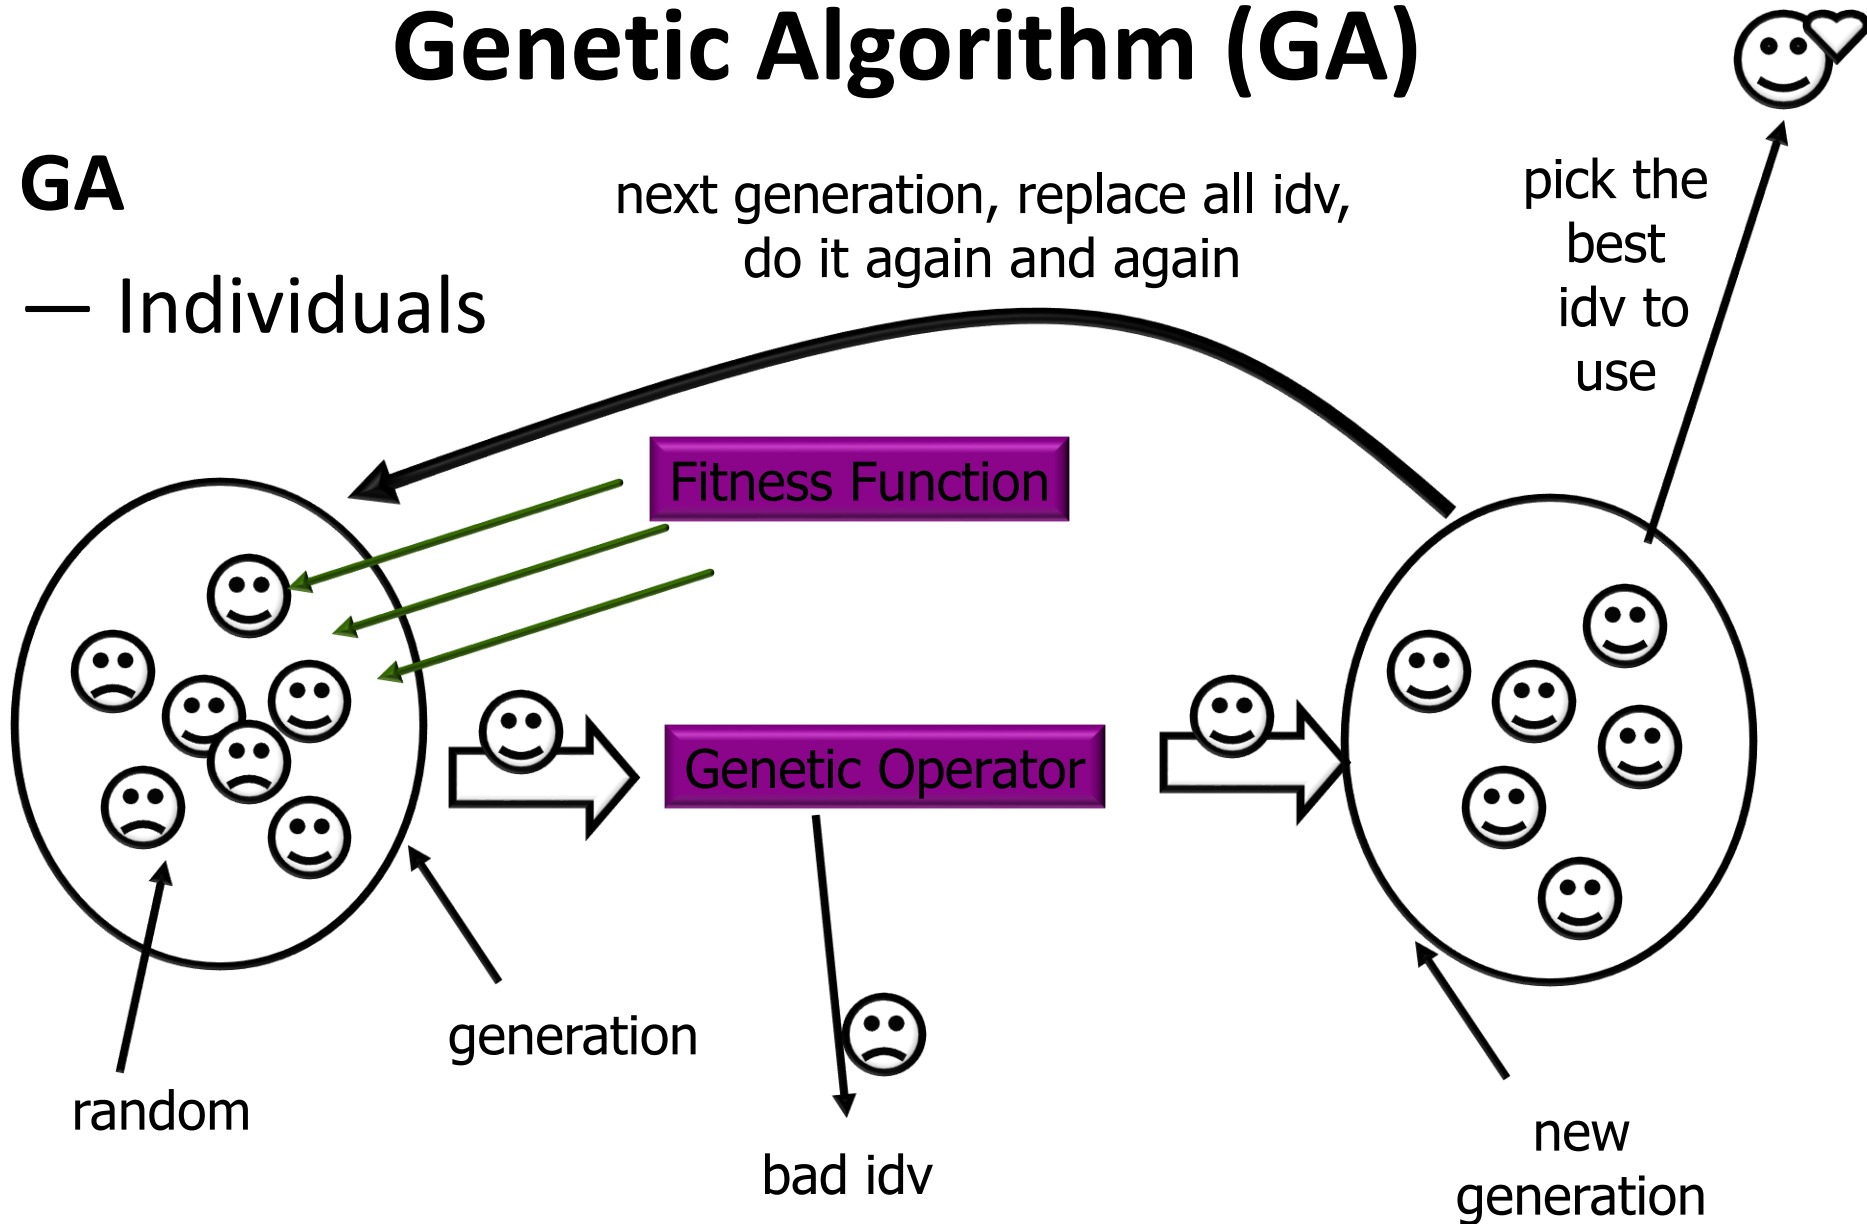 Genetic Algorithm (GA)
GA
— Individuals
next generation, replace all idv,
do it again and again
pick the
best
idv to
use
Fitness Function
Genetic Operator
generation
random
bad idv
new
generation